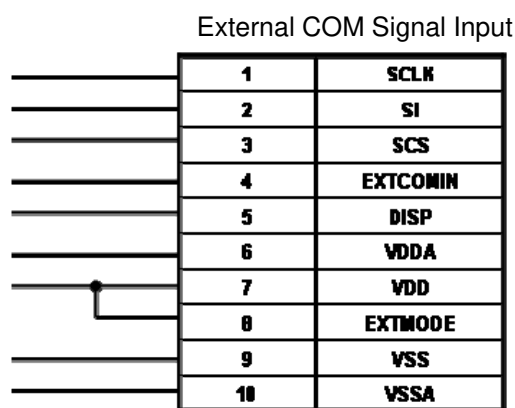 External COM Signal Input
1 SCLK
2 SI
3 SCS
4 EXTCOMIN
5 DISP
6 VDDA
7 VDD
8 EXTMODE
9 VSS
10 VSSA